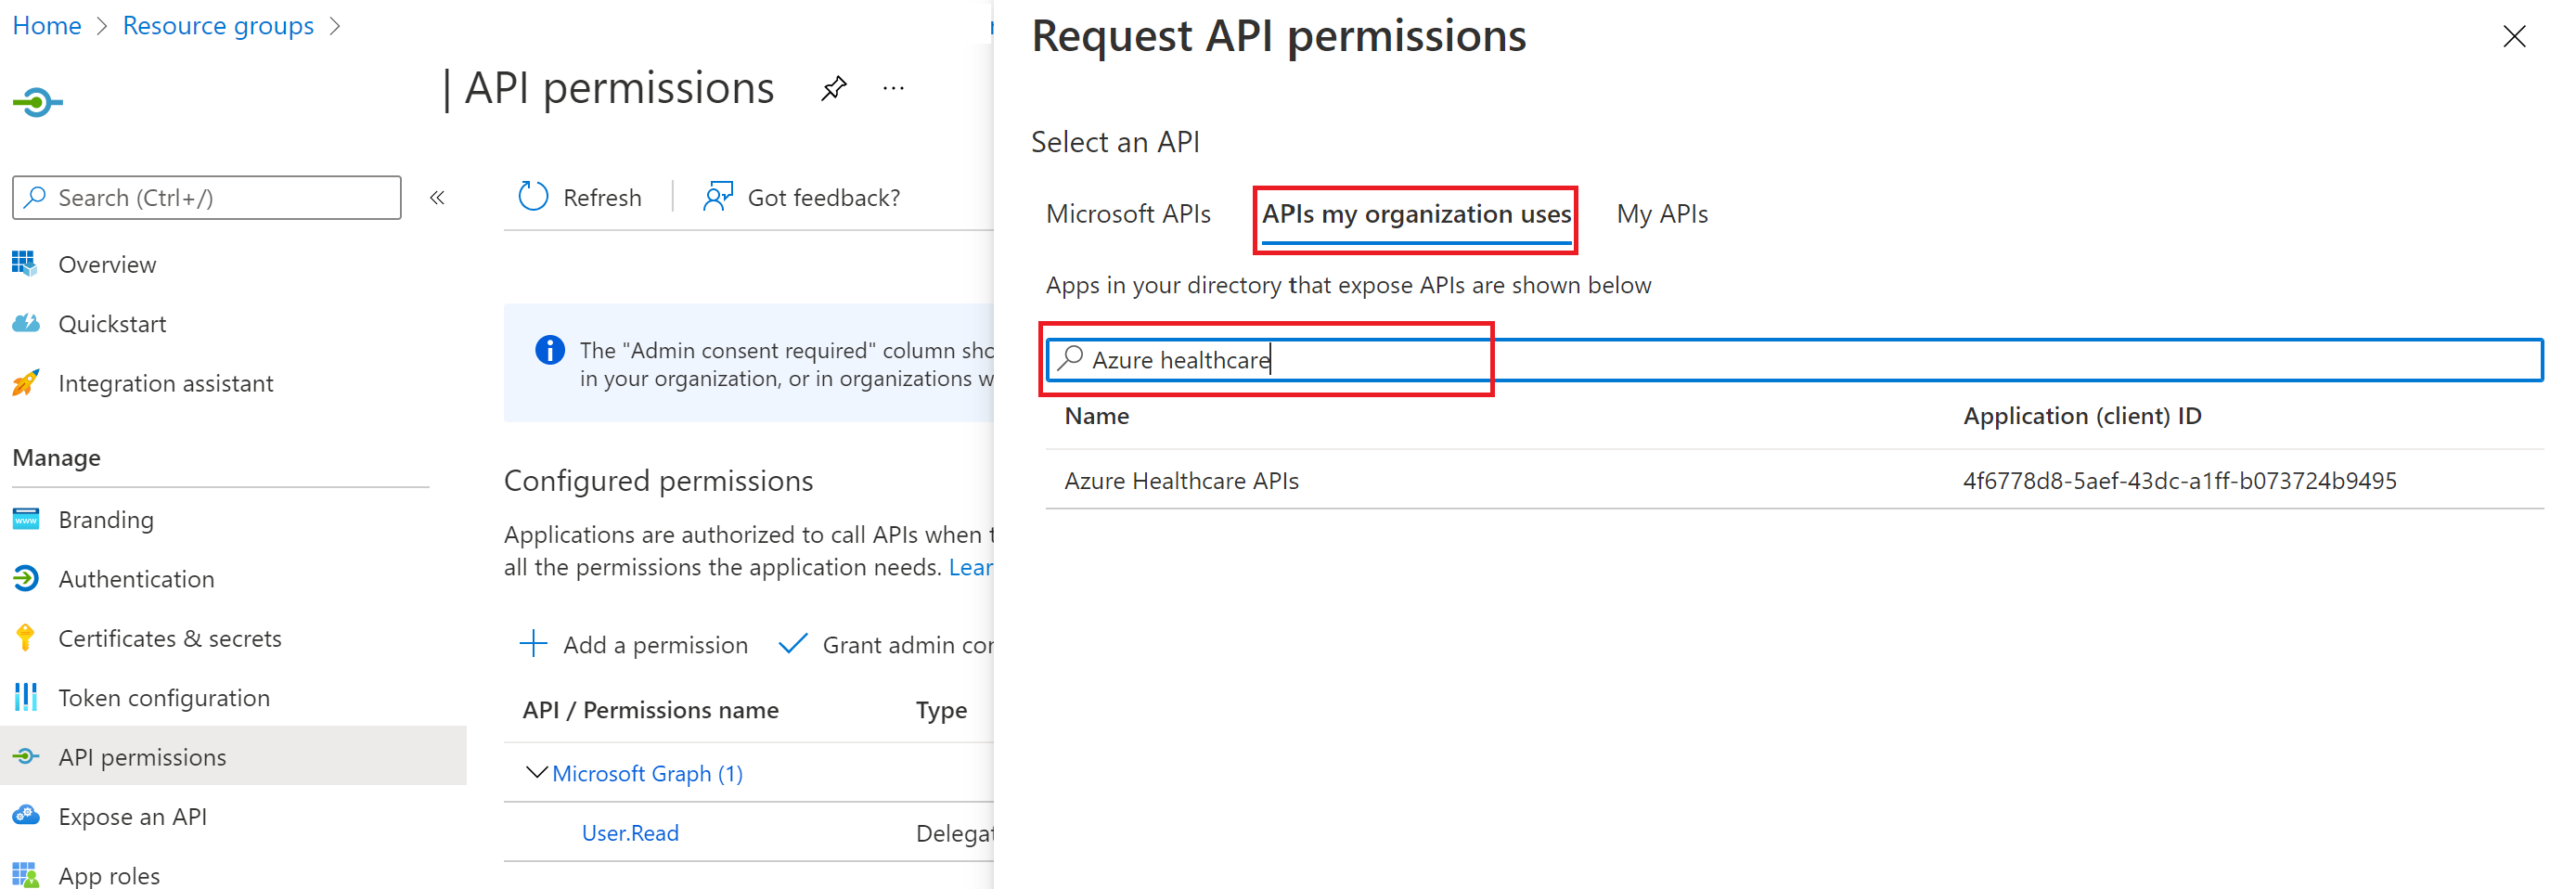 Home > Resource groups >
| API permissions ...
Search (Ctrl+/)
«
Overview
Quickstart
Integration assistant
Manage
Branding
Authentication
Certificates & secrets
Token configuration
API permissions
Expose an API
App roles
Refresh | Got feedback?
The "Admin consent required" column sho
in your organization, or in organizations w
Configured permissions
Applications are authorized to call APIs when t
all the permissions the application needs. Lear
Add a permission Grant admin cor
API / Permissions name Type
Microsoft Graph (1)
User.Read Delegat
Request API permissions
Select an API
Microsoft APIs APIs my organization uses My APIs
Apps in your directory that expose APIs are shown below
Azure healthcare
Name Application (client) ID
Azure Healthcare APIs 4f6778d8-5aef-43dc-a1ff-b073724b9495